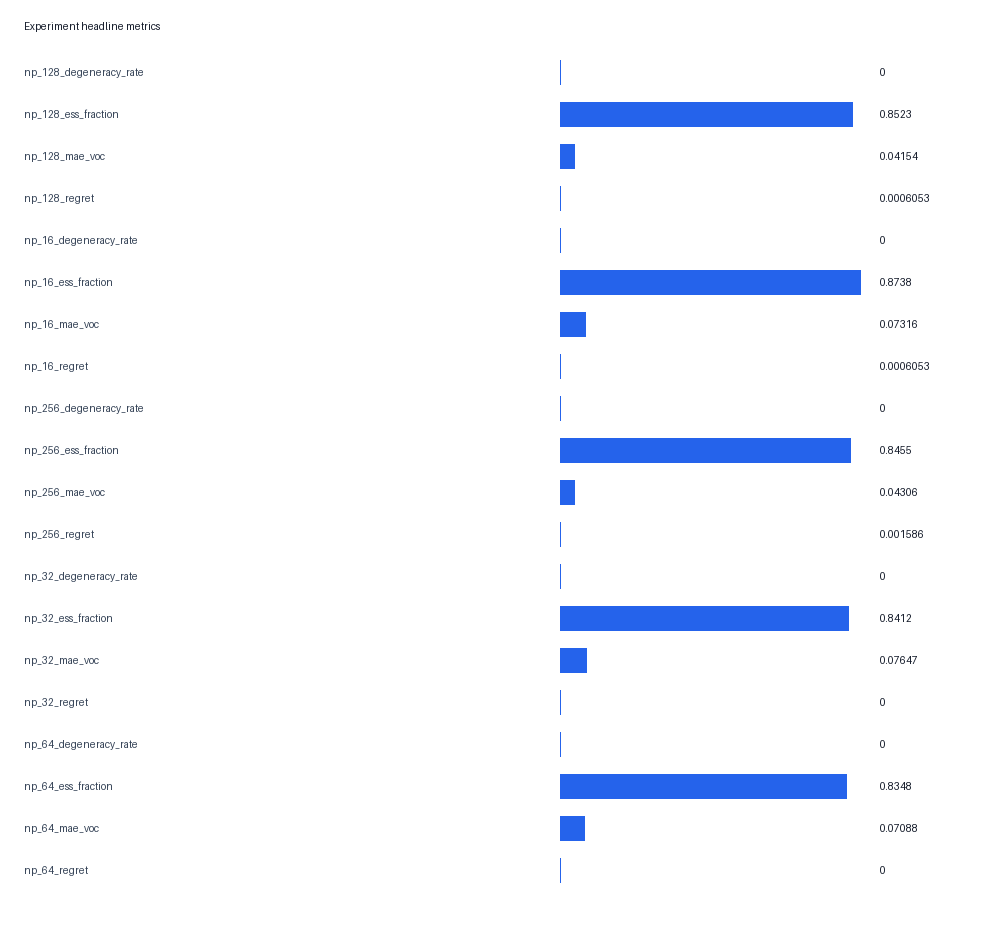 Experiment headline metrics
np_128_degeneracy_rate 0
np_128_ess_fraction 0.8523
np_128_mae_voc 0.04154
np_128_regret 0.0006053
np_16_degeneracy_rate 0
np_16_ess_fraction 0.8738
np_16_mae_voc 0.07316
np_16_regret 0.0006053
np_256_degeneracy_rate 0
np_256_ess_fraction 0.8455
np_256_mae_voc 0.04306
np_256_regret 0.001586
np_32_degeneracy_rate 0
np_32_ess_fraction 0.8412
np_32_mae_voc 0.07647
np_32_regret 0
np_64_degeneracy_rate 0
np_64_ess_fraction 0.8348
np_64_mae_voc 0.07088
np_64_regret 0